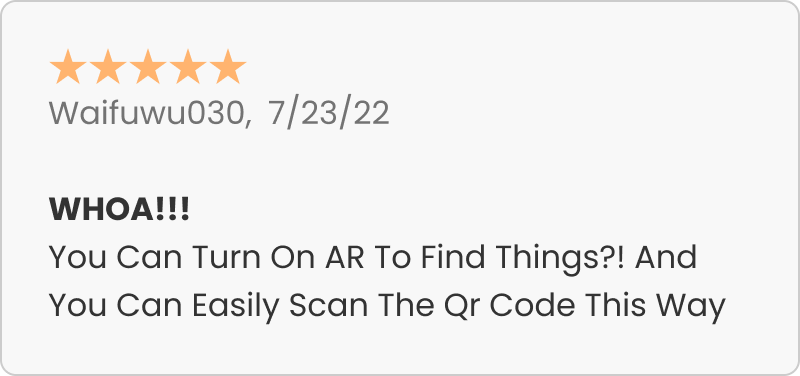 Waifuwu030, 7/23/22
WHOA!!!
You Can Turn On AR To Find Things?! And
You Can Easily Scan The Qr Code This Way